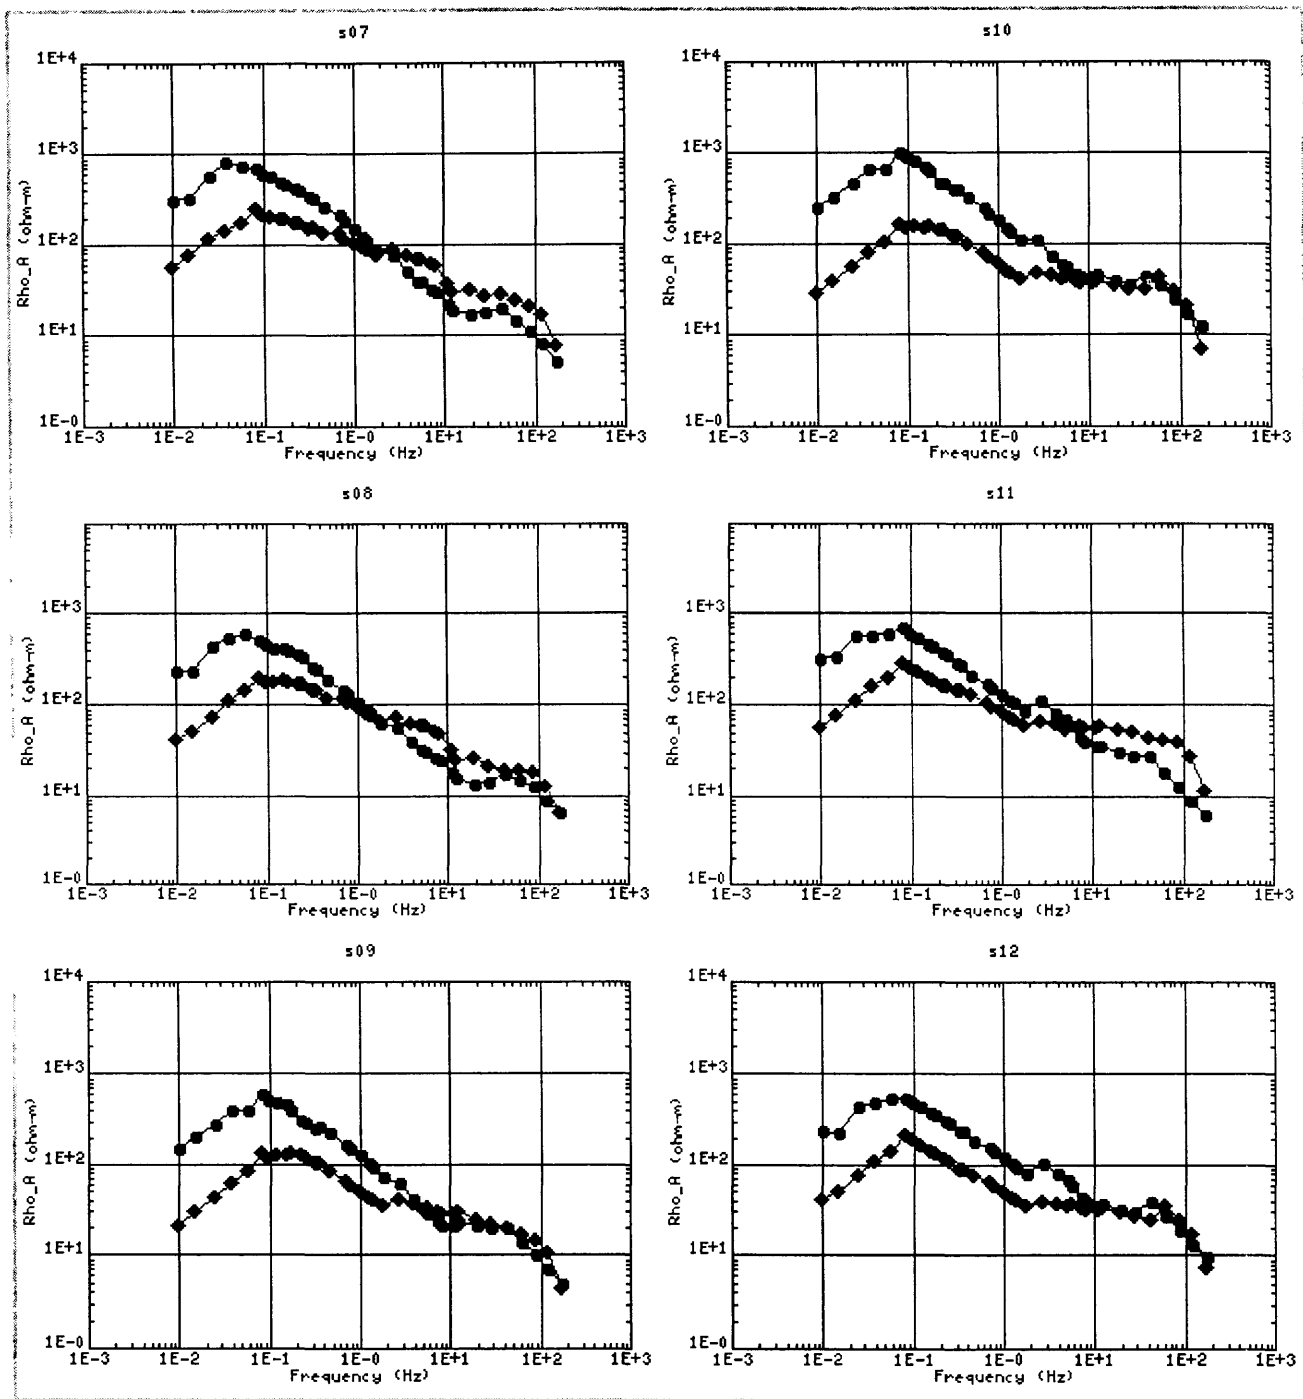 s07
1E+4
1E+3
1E+2
1E+1
1E-0
Rho_A (ohm-m)
1E-3 1E-2 1E-1 1E-0 1E+1 1E+2 1E+3
Frequency (Hz)
s10
1E+4
1E+3
1E+2
1E+1
1E-0
Rho_A (ohm-m)
1E-3 1E-2 1E-1 1E-0 1E+1 1E+2 1E+3
Frequency (Hz)
s08
1E+3
1E+2
1E+1
1E-0
Rho_A (ohm-m)
1E-3 1E-2 1E-1 1E-0 1E+1 1E+2 1E+3
Frequency (Hz)
s11
1E+3
1E+2
1E+1
1E-0
Rho_A (ohm-m)
1E-3 1E-2 1E-1 1E-0 1E+1 1E+2 1E+3
Frequency (Hz)
s09
1E+4
1E+3
1E+2
1E+1
1E-0
Rho_A (ohm-m)
1E-3 1E-2 1E-1 1E-0 1E+1 1E+2 1E+3
Frequency (Hz)
s12
1E+4
1E+3
1E+2
1E+1
1E-0
Rho_A (ohm-m)
1E-3 1E-2 1E-1 1E-0 1E+1 1E+2 1E+3
Frequency (Hz)